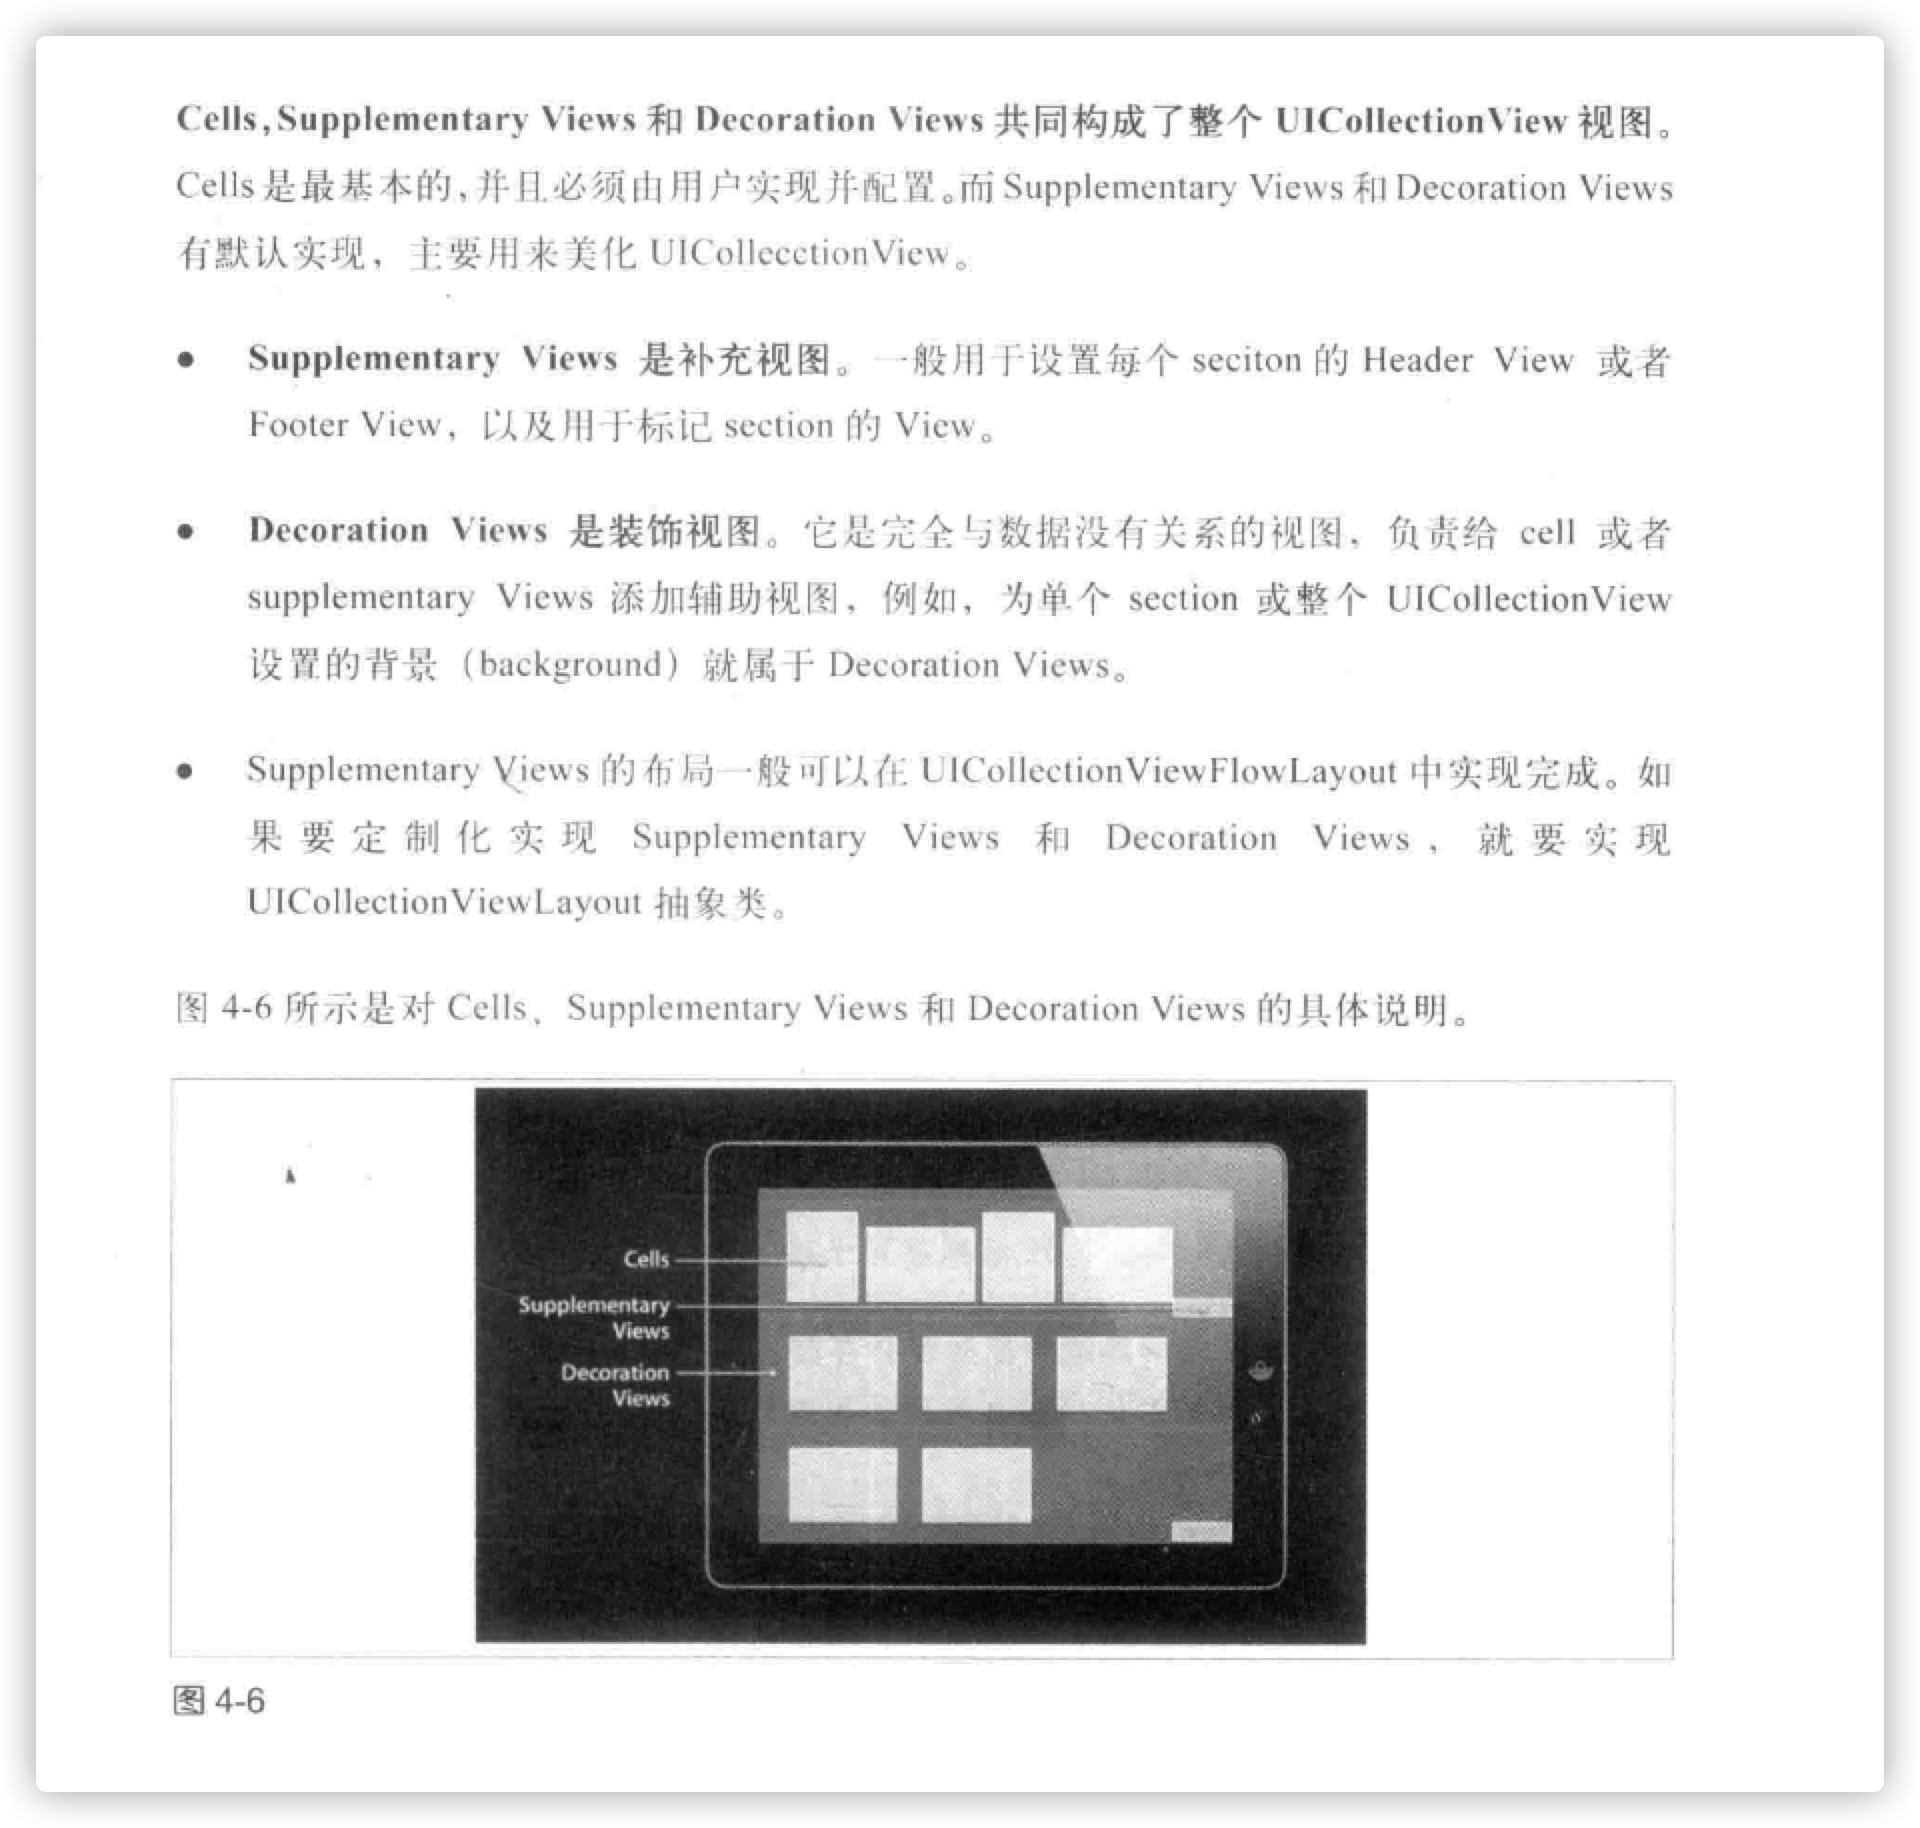 Cells,Supplementary Views 和 Decoration Views 共同构成了整个 UICollectionView 视图。
Cells是最基本的,并且必须由用户实现并配置。而 Supplementary Views 和 Decoration Views
有默认实现，主要用来美化 UICollecctionView。
● Supplementary Views 是补充视图。一般用于设置每个 seciton 的 Header View 或者
Footer View，以及用于标记 section 的 View。
● Decoration Views 是装饰视图。它是完全与数据没有关系的视图，负责给 cell 或者
supplementary Views 添加辅助视图，例如，为单个 section 或整个 UICollectionView
设置的背景（background）就属于 Decoration Views。
● Supplementary Views 的布局一般可以在 UICollectionViewFlowLayout 中实现完成。如
果要定制化实现 Supplementary Views 和 Decoration Views，就要实现
UICollectionViewLayout 抽象类。
图 4-6 所示是对 Cells、Supplementary Views 和 Decoration Views 的具体说明。
Cells
Supplementary
Views
Decoration
Views
图 4-6